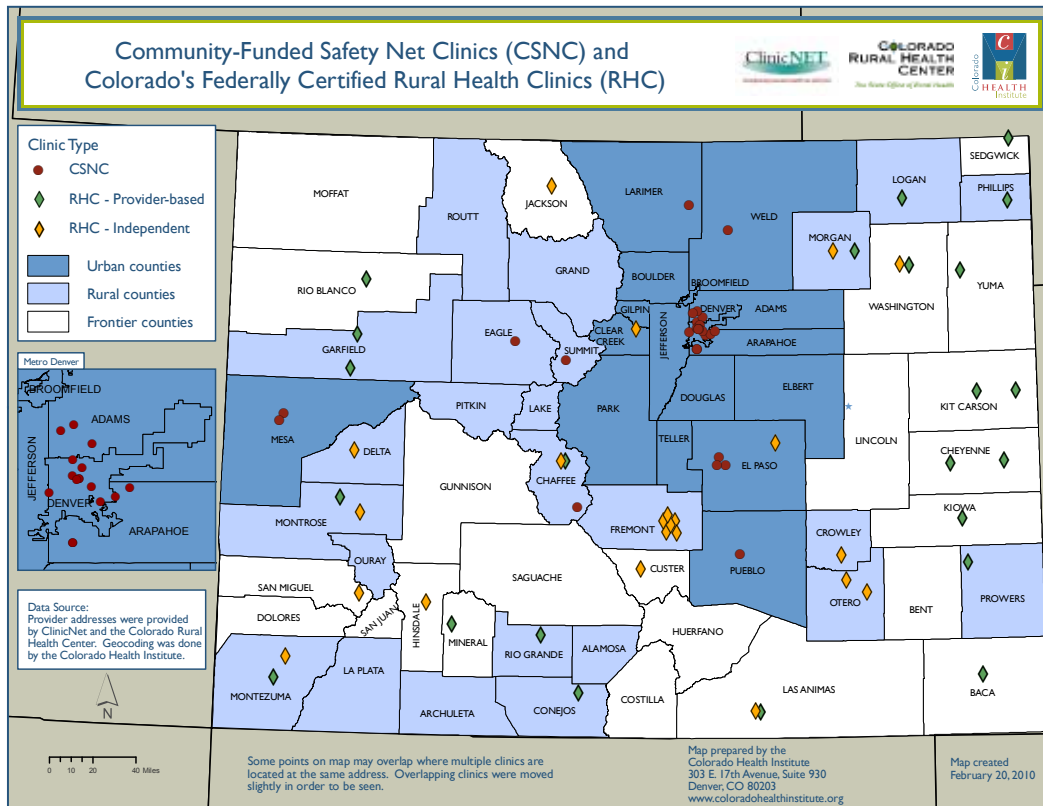 Community-Funded Safety Net Clinics (CSNC) and
Colorado's Federally Certified Rural Health Clinics (RHC)
ClinicNET
COLORADO
RURAL HEALTH
CENTER
The State Office of Rural Health
Colorado
c
i
HEALTH
Institute
Clinic Type
CSNC
RHC - Provider-based
RHC - Independent
Urban counties
Rural counties
Frontier counties
MOFFAT
ROUTT
JACKSON
LARIMER
WELD
LOGAN
SEDGWICK
PHILLIPS
MORGAN
GRAND
BOULDER
BROOMFIELD
RIO BLANCO
WASHINGTON
YUMA
GILPIN
DENVER
ADAMS
EAGLE
CLEAR
CREEK
JEFFERSON
SUMMIT
ARAPAHOE
GARFIELD
PITKIN
LAKE
PARK
DOUGLAS
ELBERT
KIT CARSON
MESA
DELTA
TELLER
EL PASO
LINCOLN
CHEYENNE
GUNNISON
CHAFFEE
KIOWA
MONTROSE
FREMONT
CROWLEY
OURAY
SAGUACHE
CUSTER
PUEBLO
SAN MIGUEL
OTERO
BENT
PROWERS
DOLORES
SAN JUAN
HINSDALE
MINERAL
RIO GRANDE
ALAMOSA
HUERFANO
LA PLATA
MONTEZUMA
ARCHULETA
CONEJOS
COSTILLA
LAS ANIMAS
BACA
Metro Denver
BROOMFIELD
ADAMS
JEFFERSON
DENVER
ARAPAHOE
Data Source:
Provider addresses were provided
by ClinicNet and the Colorado Rural
Health Center. Geocoding was done
by the Colorado Health Institute.
N
0 10 20 40 Miles
Some points on map may overlap where multiple clinics are
located at the same address. Overlapping clinics were moved
slightly in order to be seen.
Map prepared by the
Colorado Health Institute
303 E. 17th Avenue, Suite 930
Denver, CO 80203
www.coloradohealthinstitute.org
Map created
February 20, 2010